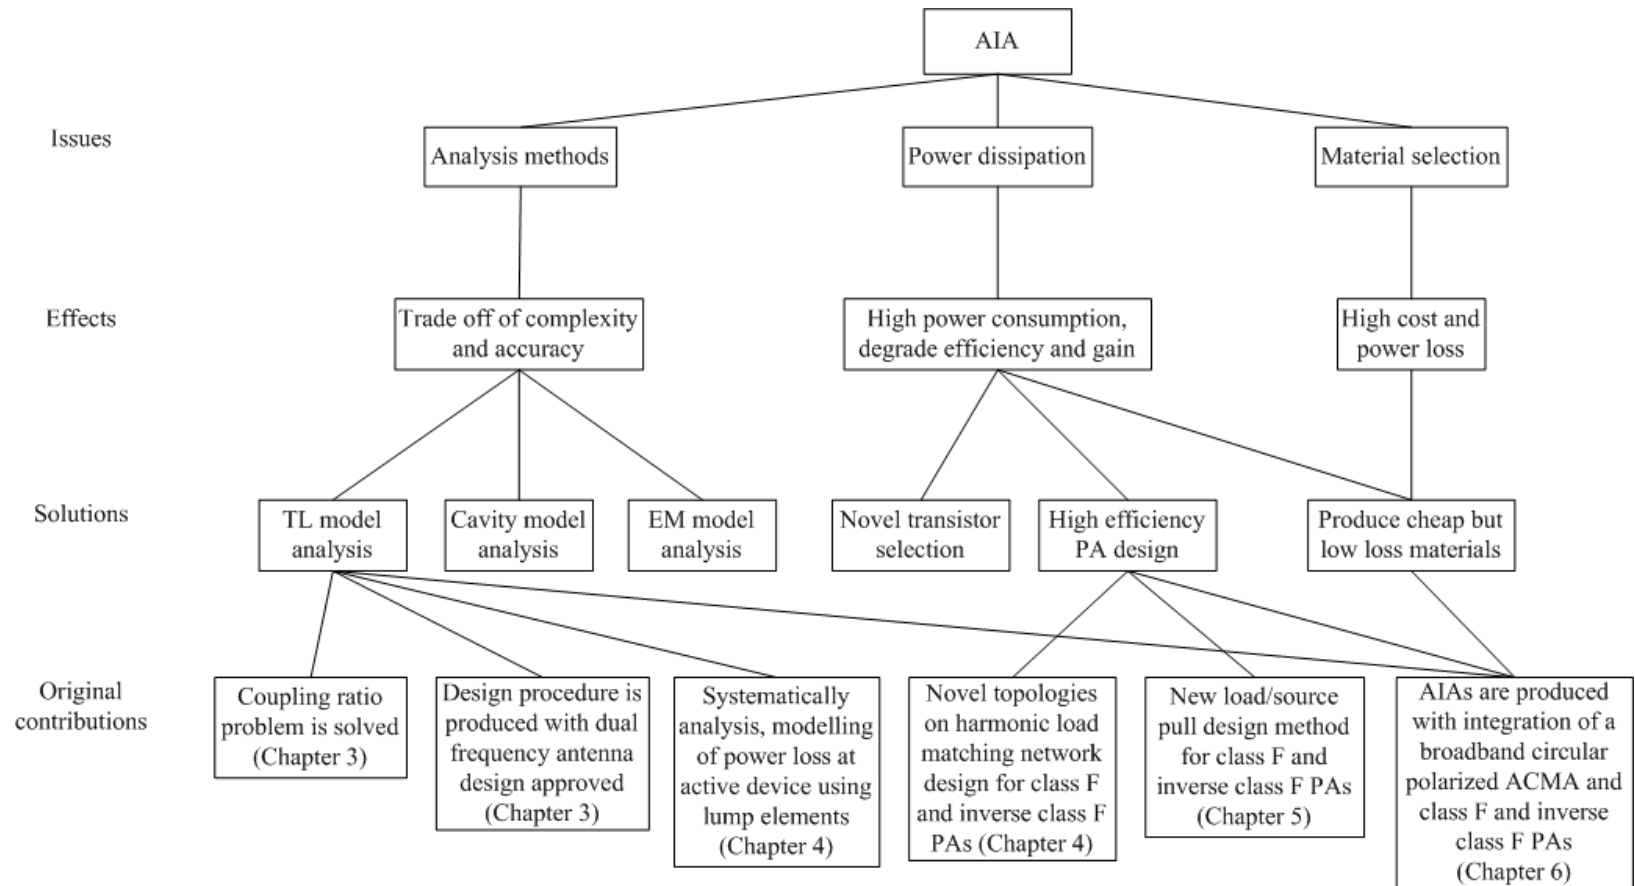 AIA
Issues
Analysis methods
Power dissipation
Material selection
Effects
Trade off of complexity
and accuracy
High power consumption,
degrade efficiency and gain
High cost and
power loss
Solutions
TL model
analysis
Cavity model
analysis
EM model
analysis
Novel transistor
selection
High efficiency
PA design
Produce cheap but
low loss materials
Original
contributions
Coupling ratio
problem is solved
(Chapter 3)
Design procedure is
produced with dual
frequency antenna
design approved
(Chapter 3)
Systematically
analysis, modelling
of power loss at
active device using
lump elements
(Chapter 4)
Novel topologies
on harmonic load
matching network
design for class F
and inverse class F
PAs (Chapter 4)
New load/source
pull design method
for class F and
inverse class F PAs
(Chapter 5)
AIAs are produced
with integration of a
broadband circular
polarized ACMA and
class F and inverse
class F PAs
(Chapter 6)